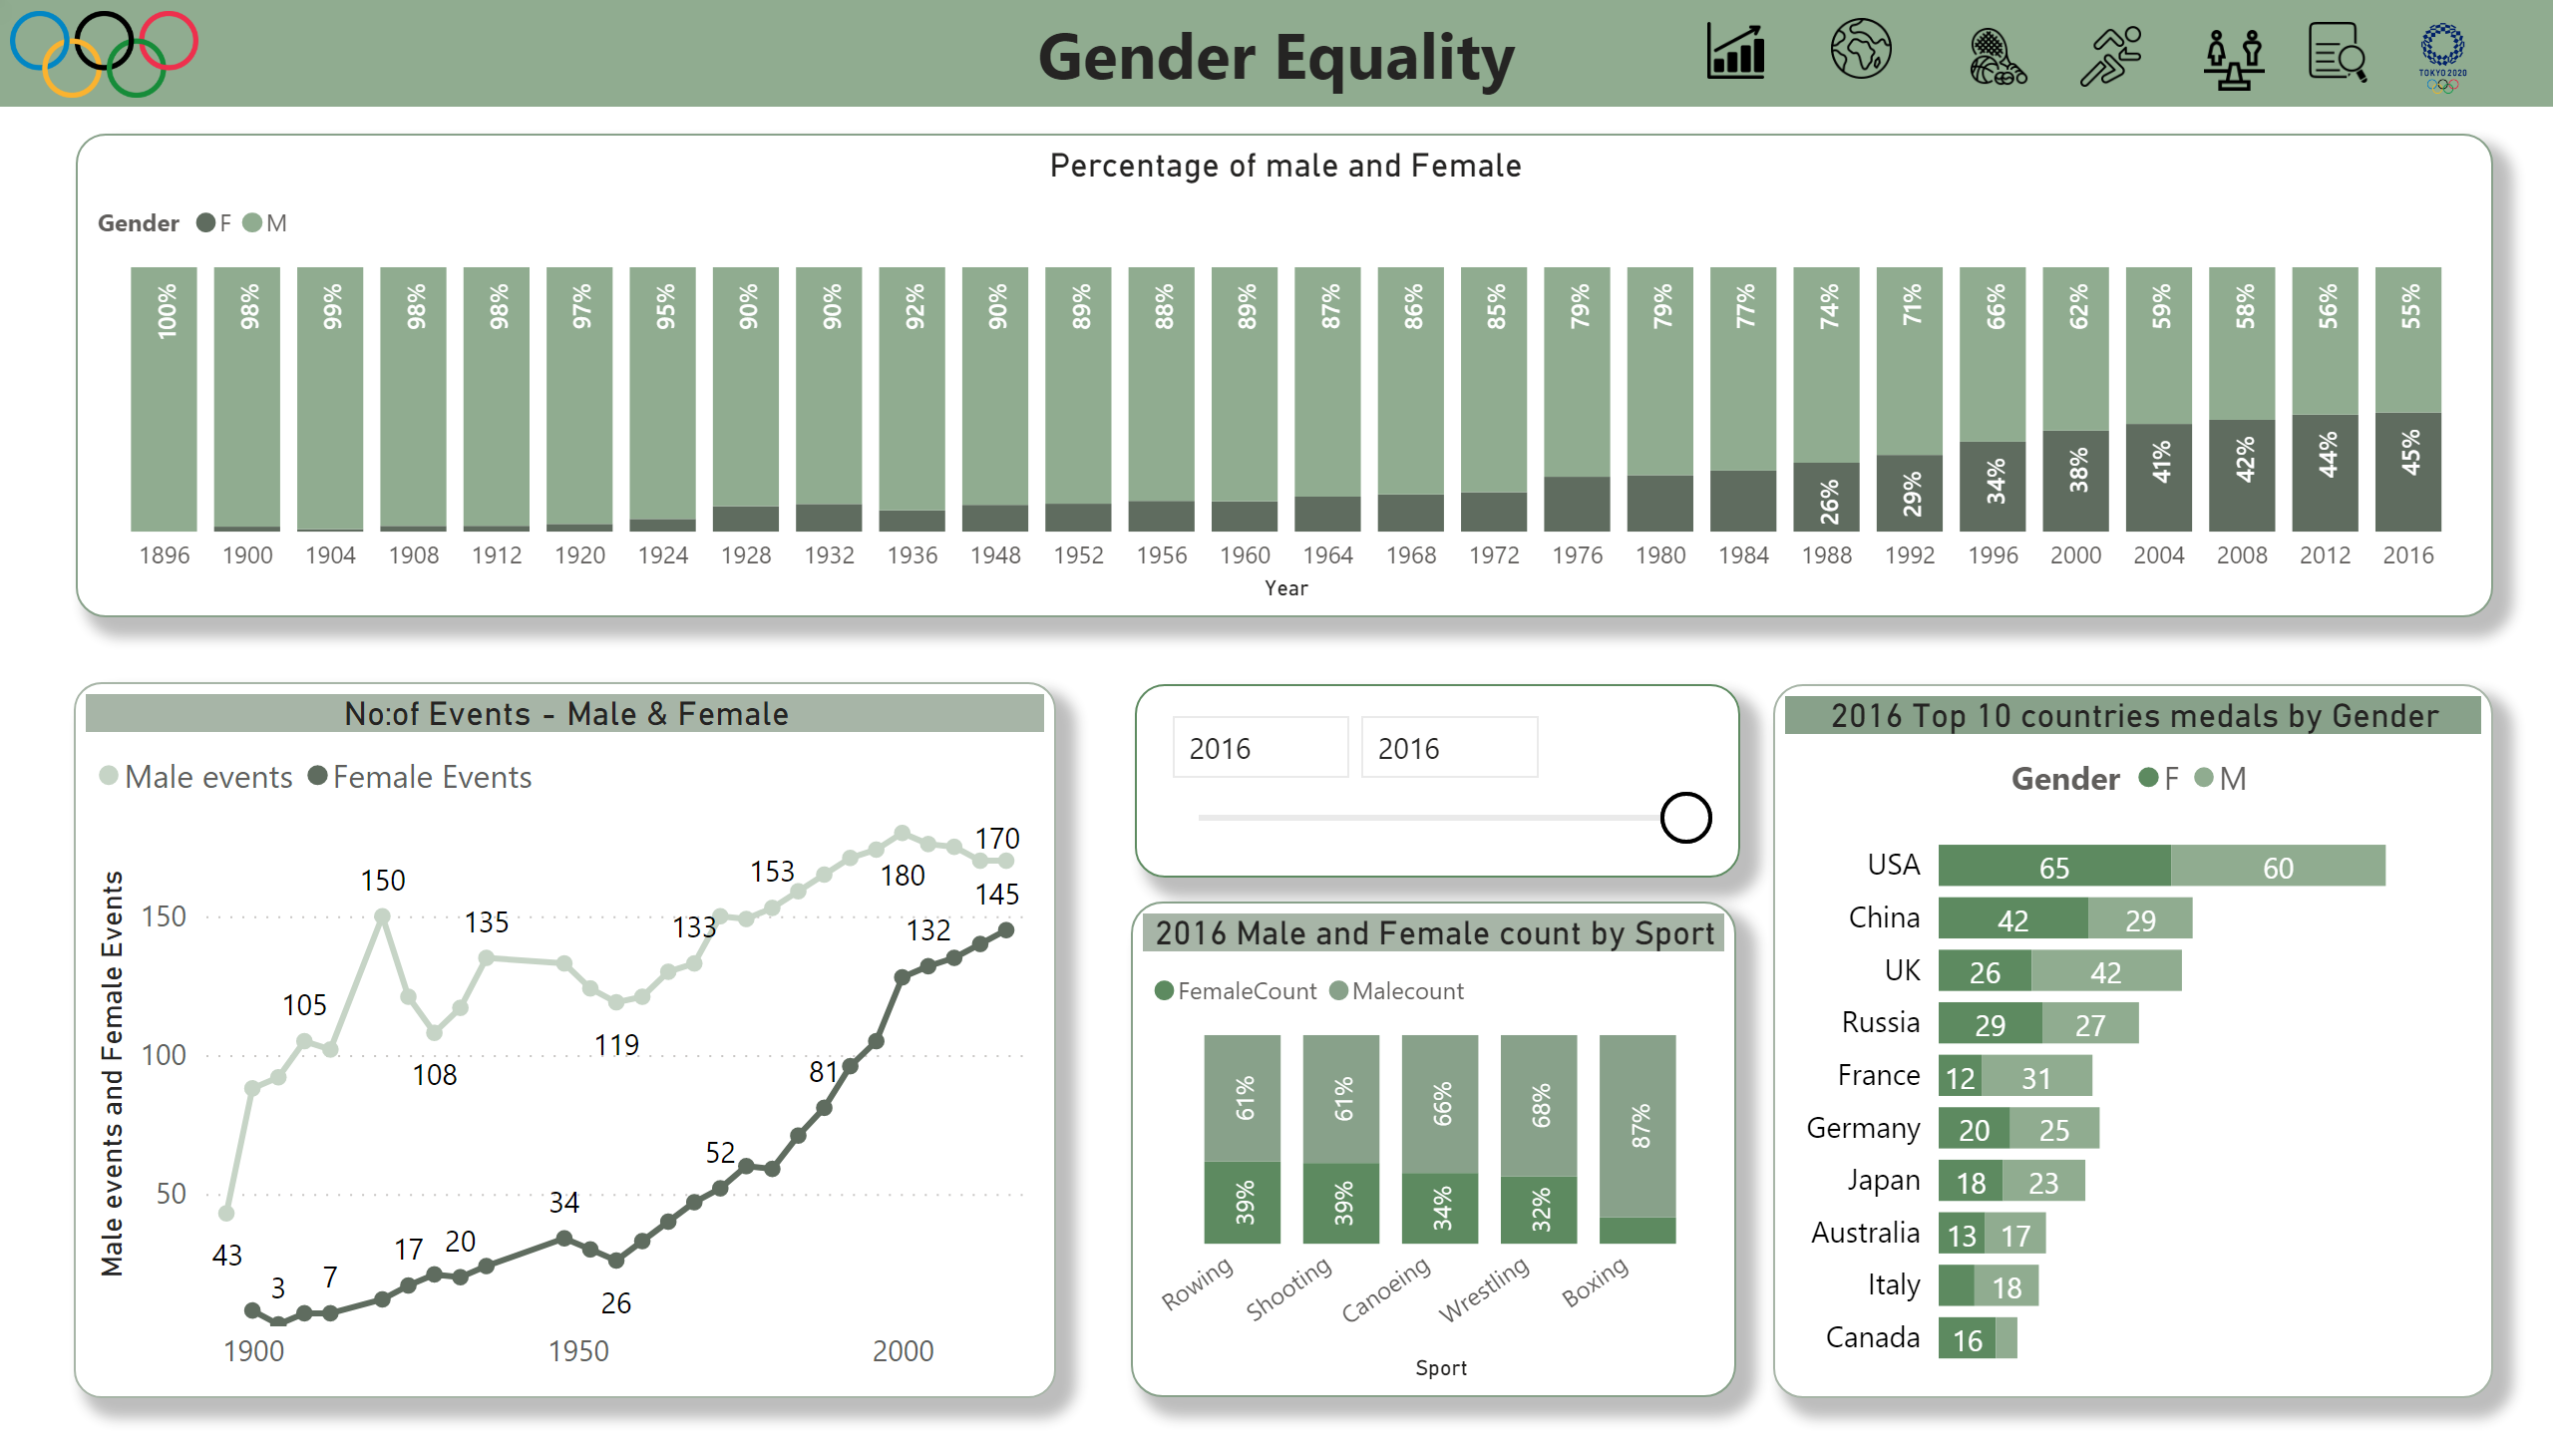 Gender Equality
TOKYO 2020
Percentage of male and Female
Gender F M
100% 98% 99% 98% 98% 97% 95% 90% 90% 92% 90% 89% 88% 89% 87% 86% 85% 79% 79% 77% 74% 71% 66% 62% 59% 58% 56% 55%
26% 29% 34% 38% 41% 42% 44% 45%
1896 1900 1904 1908 1912 1920 1924 1928 1932 1936 1948 1952 1956 1960 1964 1968 1972 1976 1980 1984 1988 1992 1996 2000 2004 2008 2012 2016
Year
No:of Events - Male & Female
Male events Female Events
Male events and Female Events
150
100
50
43
105
150
108
135
119
133
153
180
170
3
7
17
20
34
26
52
81
132
145
1900 1950 2000
2016 2016
2016 Male and Female count by Sport
FemaleCount Malecount
61% 61% 66% 68% 87%
39% 39% 34% 32%
Rowing Shooting Canoeing Wrestling Boxing
Sport
2016 Top 10 countries medals by Gender
Gender F M
USA 65 60
China 42 29
UK 26 42
Russia 29 27
France 12 31
Germany 20 25
Japan 18 23
Australia 13 17
Italy 18
Canada 16